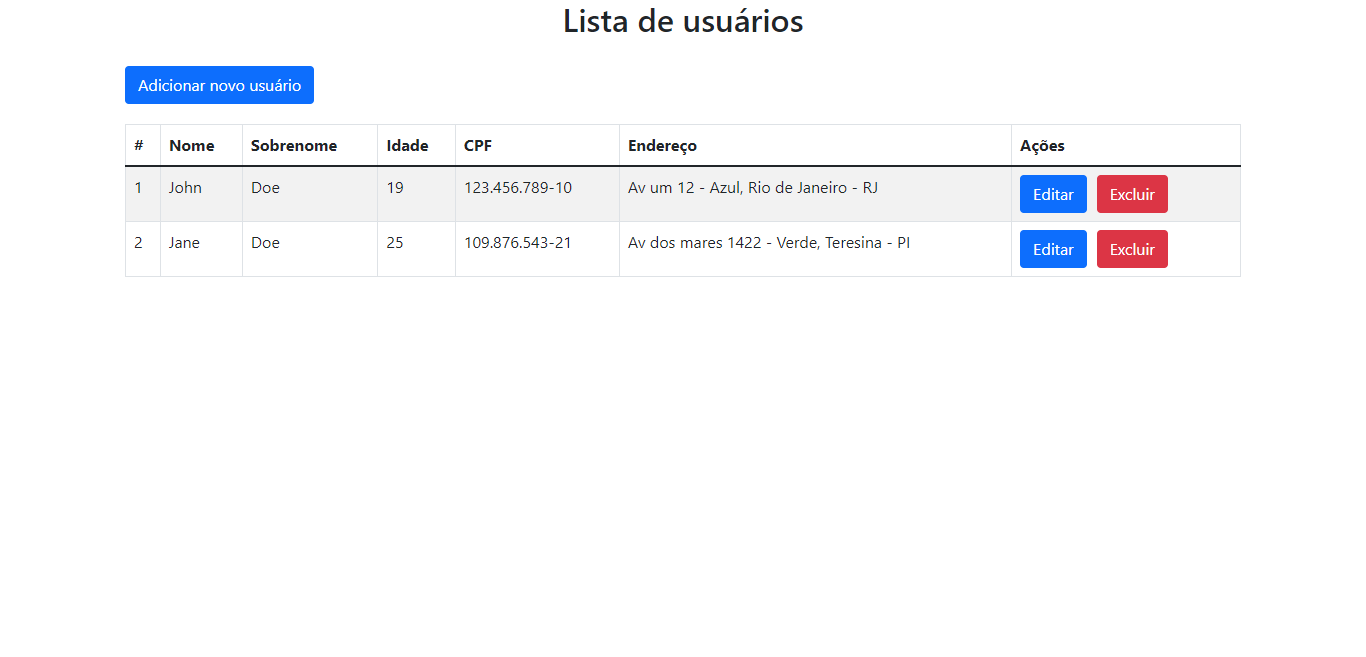 Lista de usuários
Adicionar novo usuário
# Nome Sobrenome Idade CPF Endereço Ações
1 John Doe 19 123.456.789-10 Av um 12 - Azul, Rio de Janeiro - RJ Editar Excluir
2 Jane Doe 25 109.876.543-21 Av dos mares 1422 - Verde, Teresina - PI Editar Excluir